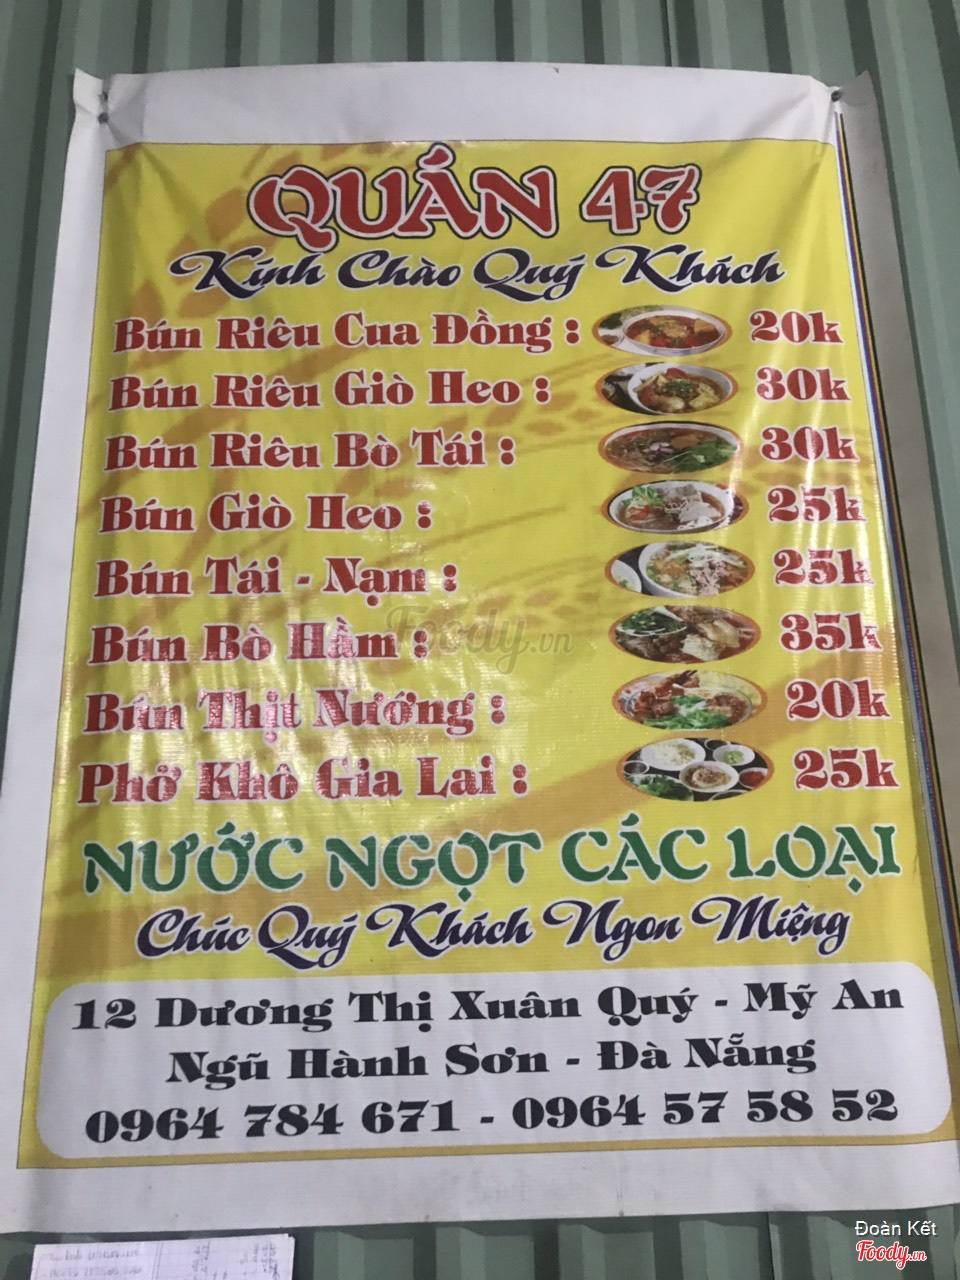 QUÁN 47
Kính Chào Quý Khách
Bún Riêu Cua Đồng : 20k
Bún Riêu Giò Heo : 30k
Bún Riêu Bò Tái : 30k
Bún Giò Heo : 25k
Bún Tái - Nạm : 25k
Bún Bò Hầm : 35k
Bún Thịt Nướng : 20k
Phở Khô Gia Lai : 25k
NƯỚC NGỌT CÁC LOẠI
Chúc Quý Khách Ngon Miệng
12 Dương Thị Xuân Quý - Mỹ An
Ngũ Hành Sơn - Đà Nẵng
0964 784 671 - 0964 57 58 52
Foody.vn
Đoàn Kết
Foody.vn